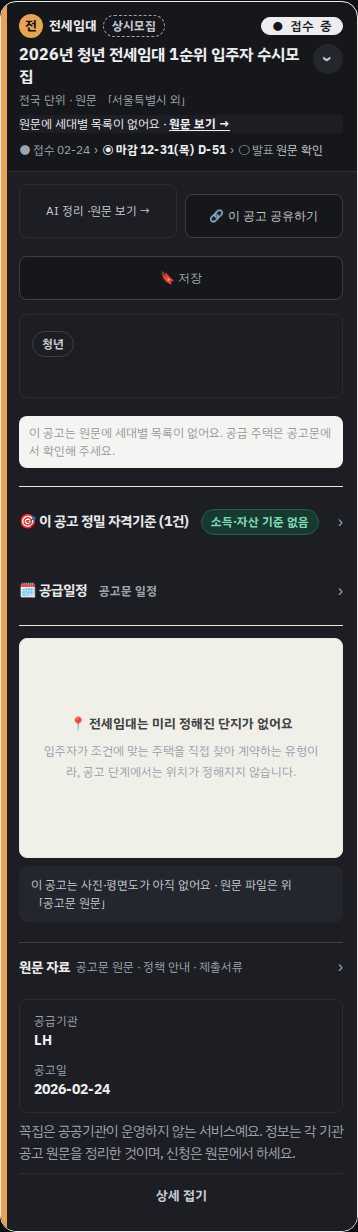 전 전세임대 상시모집 ● 접수 중
2026년 청년 전세임대 1순위 입주자 수시모
집
전국 단위 · 원문 「서울특별시 외」
원문에 세대별 목록이 없어요 · 원문 보기 →
접수 02-24 › 마감 12-31(목) D-51 › 발표 원문 확인
AI 정리 ·원문 보기 →
🔗 이 공고 공유하기
🔖 저장
청년
이 공고는 원문에 세대별 목록이 없어요. 공급 주택은 공고문에
서 확인해 주세요.
🎯 이 공고 정밀 자격기준 (1건) 소득·자산 기준 없음 ›
🗓️ 공급일정 공고문 일정 ›
📍 전세임대는 미리 정해진 단지가 없어요
입주자가 조건에 맞는 주택을 직접 찾아 계약하는 유형이
라, 공고 단계에서는 위치가 정해지지 않습니다.
이 공고는 사진·평면도가 아직 없어요 · 원문 파일은 위
「공고문 원문」
원문 자료 공고문 원문 · 정책 안내 · 제출서류 ›
공급기관
LH
공고일
2026-02-24
꼭집은 공공기관이 운영하지 않는 서비스예요. 정보는 각 기관
공고 원문을 정리한 것이며, 신청은 원문에서 하세요.
상세 접기